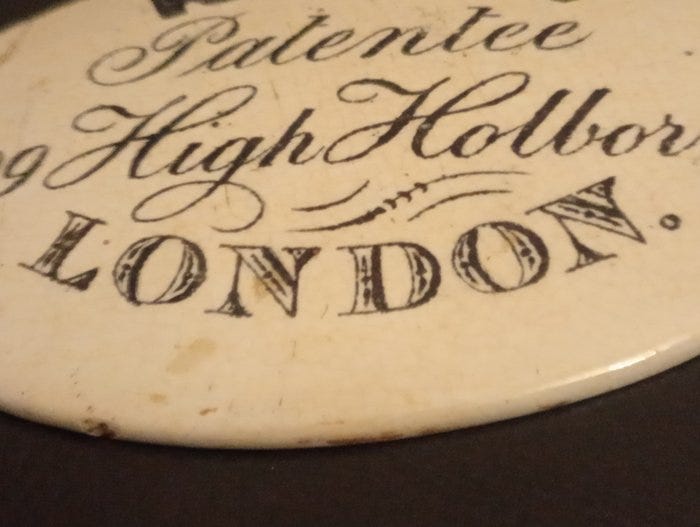 Patentee
9 High Holbor
LONDON.